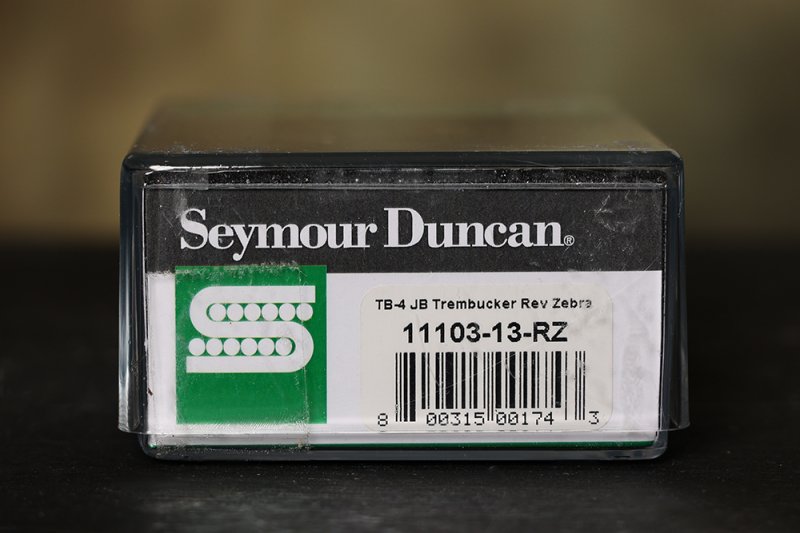 Seymour Duncan®
TB-4 JB Trembucker Rev Zebra
11103-13-RZ
8 00315 00174 3